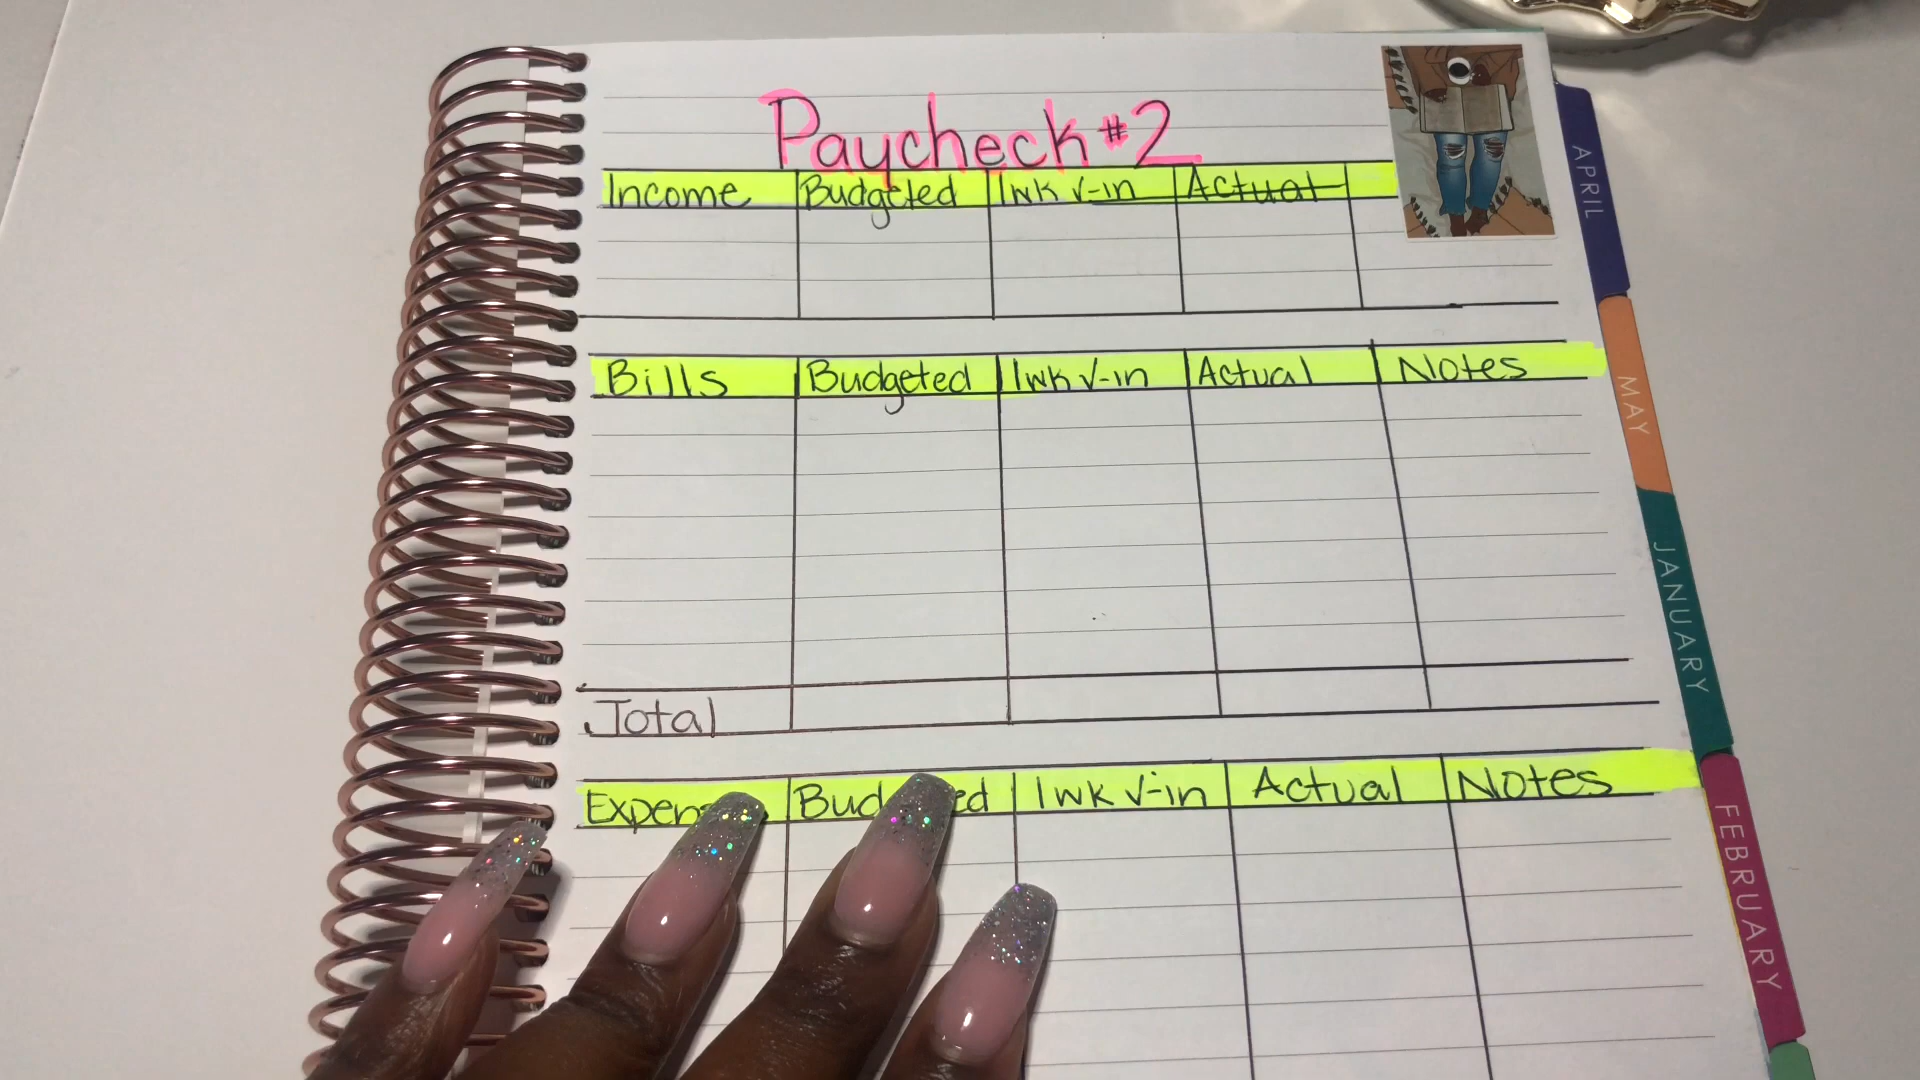 Paycheck #2
Income Budgeted 1wk √-in Actual
Bills Budgeted 1wk √-in Actual Notes
Total
1wk √-in Actual Notes
APRIL
MAY
JANUARY
FEBRUARY